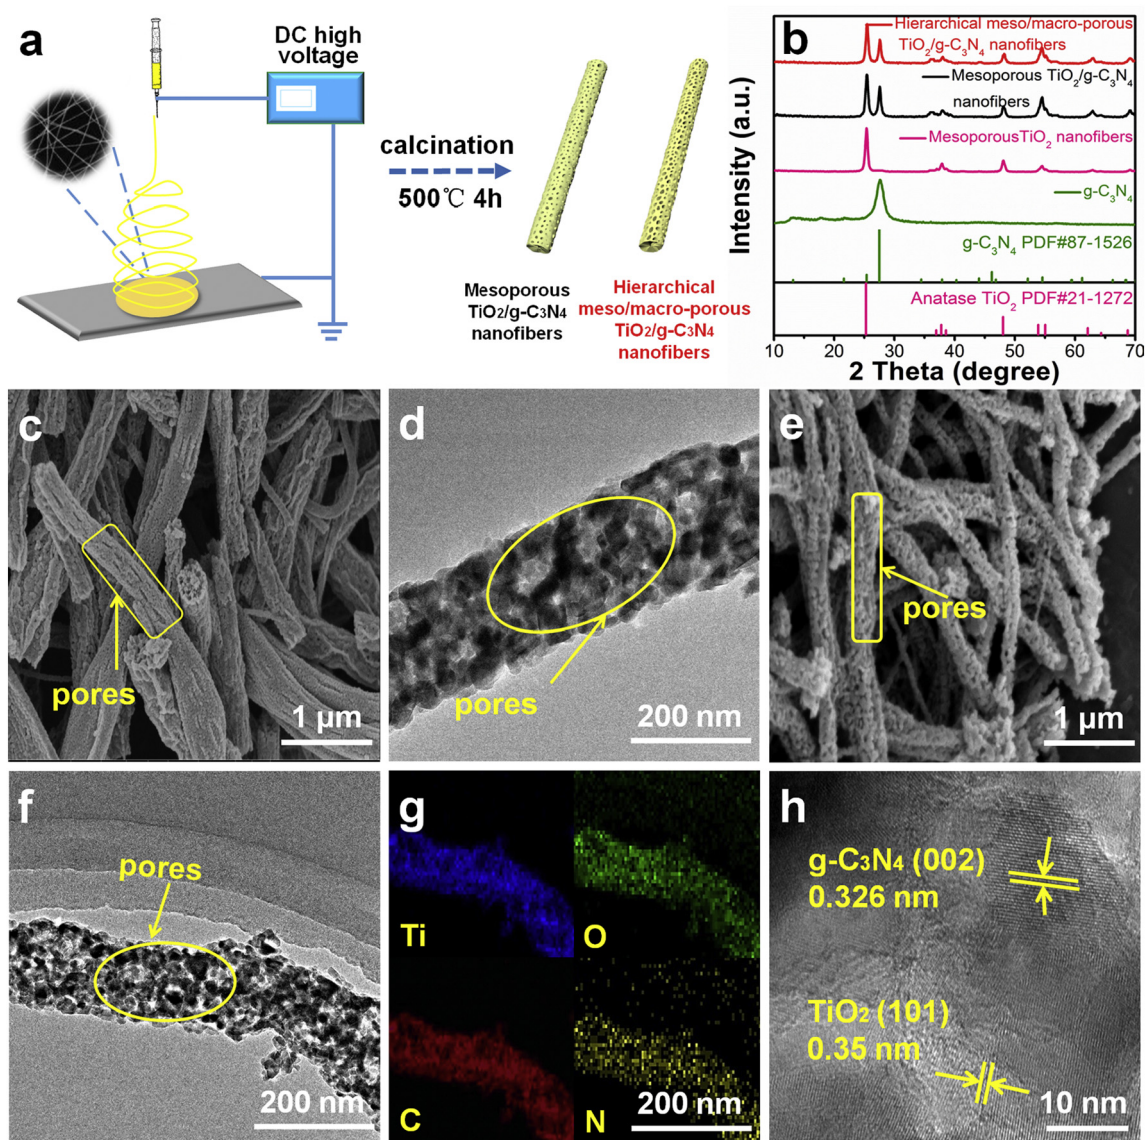 a
DC high
voltage
calcination
500℃ 4h
Mesoporous
TiO2/g-C3N4
nanofibers
Hierarchical
meso/macro-porous
TiO2/g-C3N4
nanofibers
b
Hierarchical meso/macro-porous
TiO2/g-C3N4 nanofibers
Mesoporous TiO2/g-C3N4
nanofibers
MesoporousTiO2 nanofibers
g-C3N4
g-C3N4 PDF#87-1526
Anatase TiO2 PDF#21-1272
Intensity (a.u.)
10 20 30 40 50 60 70
2 Theta (degree)
c
pores
1 μm
d
pores
200 nm
e
pores
1 μm
f
pores
200 nm
g
Ti
O
C
N
200 nm
h
g-C3N4 (002)
0.326 nm
TiO2 (101)
0.35 nm
10 nm